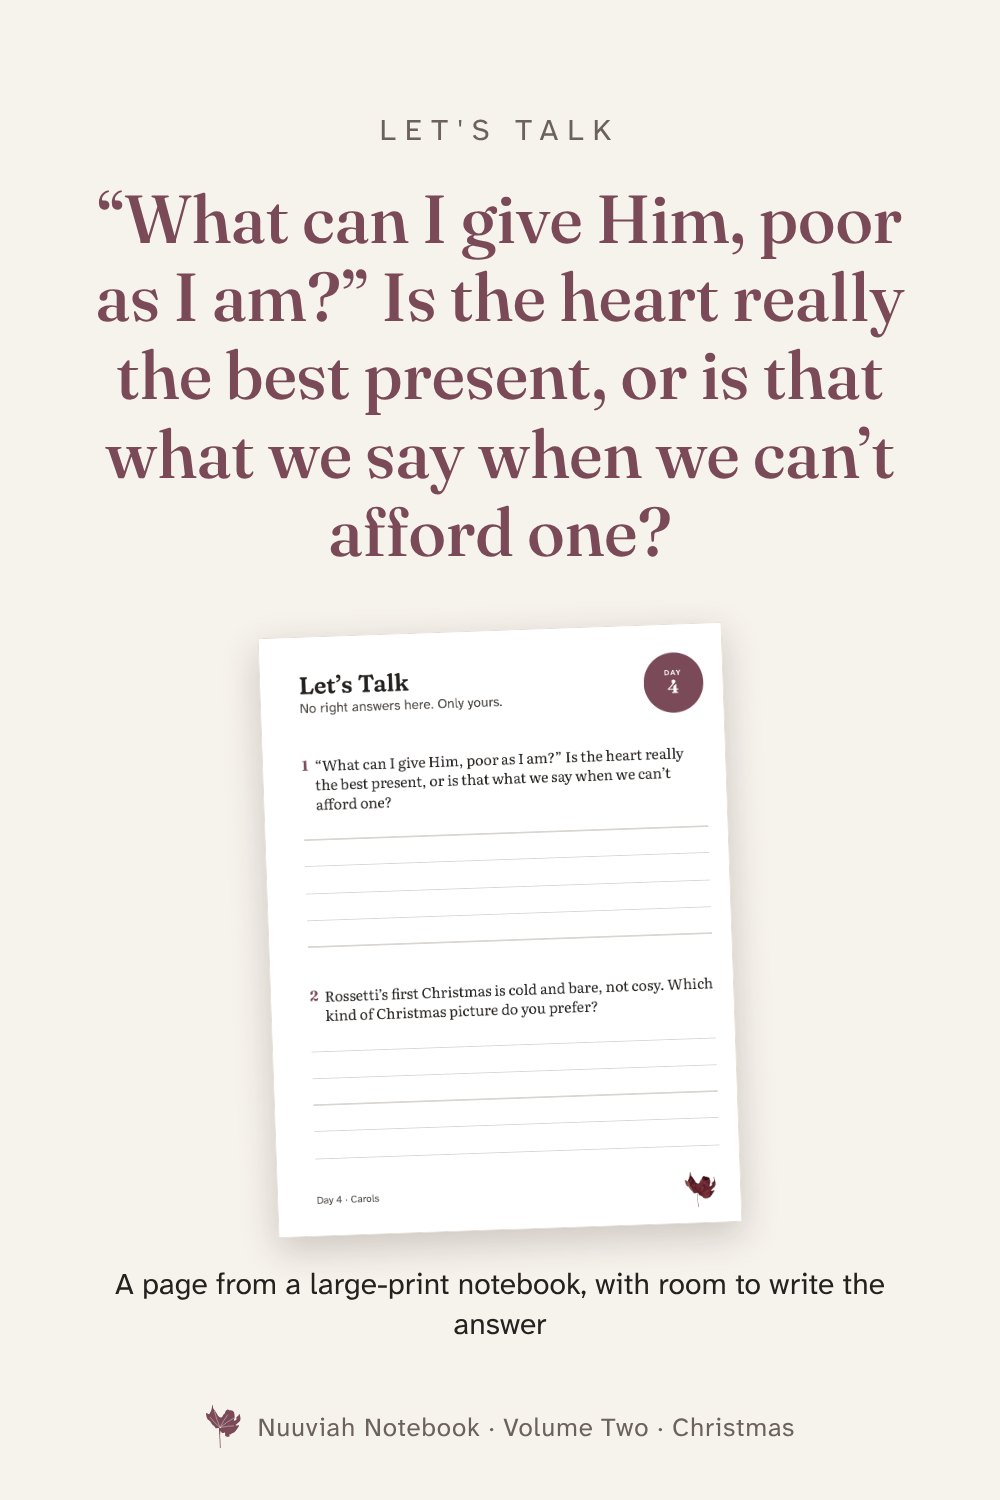 LET'S TALK
“What can I give Him, poor
as I am?” Is the heart really
the best present, or is that
what we say when we can’t
afford one?
Let’s Talk
No right answers here. Only yours.
DAY
4
1 “What can I give Him, poor as I am?” Is the heart really
the best present, or is that what we say when we can’t
afford one?
2 Rossetti’s first Christmas is cold and bare, not cosy. Which
kind of Christmas picture do you prefer?
Day 4 · Carols
A page from a large-print notebook, with room to write the
answer
Nuuviah Notebook · Volume Two · Christmas